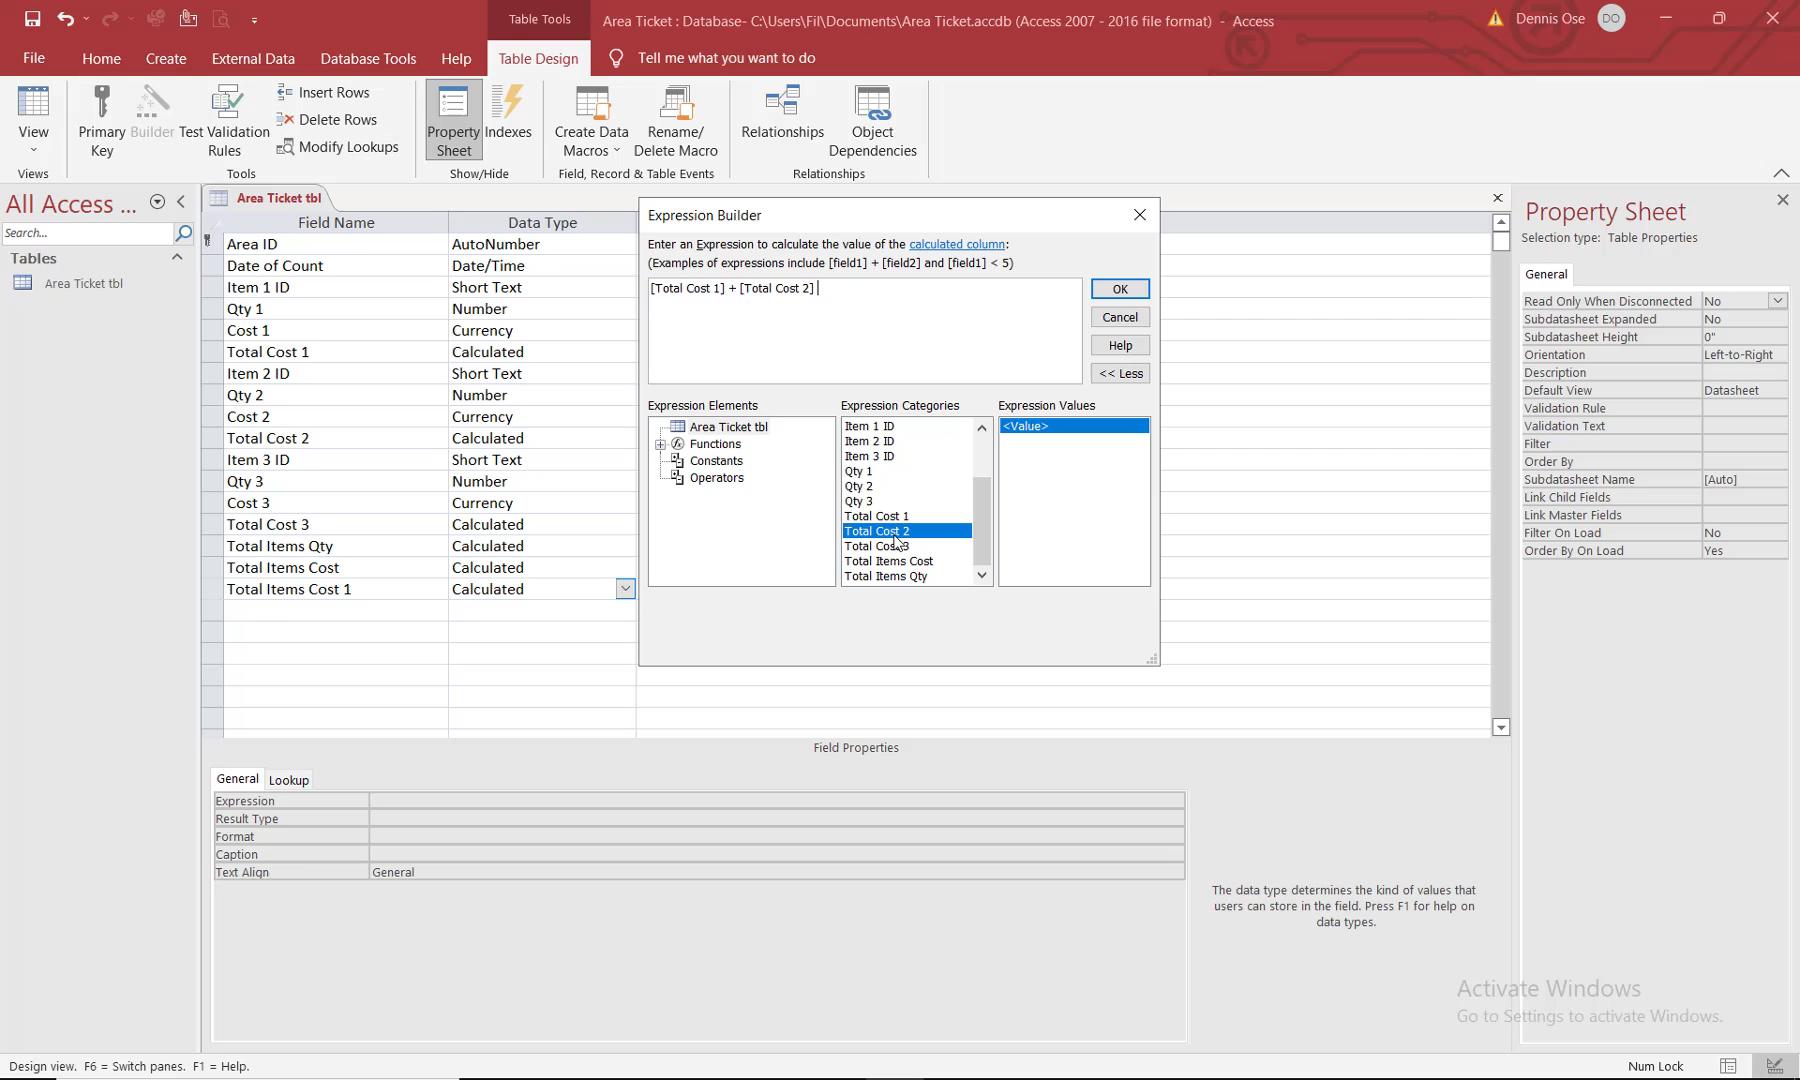 Table Tools
Area Ticket : Database- C:\Users\Fil\Documents\Area Ticket.accdb (Access 2007 - 2016 file format) - Access
Dennis Ose
DO
File
Home
Create
External Data
Database Tools
Help
Table Design
Tell me what you want to do
View
Primary Key
Builder
Test Validation Rules
Insert Rows
Delete Rows
Modify Lookups
Property Sheet
Indexes
Create Data Macros
Rename/ Delete Macro
Relationships
Object Dependencies
Views
Tools
Show/Hide
Field, Record & Table Events
Relationships
All Access ...
Search...
Tables
Area Ticket tbl
Area Ticket tbl
Field Name
Data Type
Area ID
AutoNumber
Date of Count
Date/Time
Item 1 ID
Short Text
Qty 1
Number
Cost 1
Currency
Total Cost 1
Calculated
Item 2 ID
Short Text
Qty 2
Number
Cost 2
Currency
Total Cost 2
Calculated
Item 3 ID
Short Text
Qty 3
Number
Cost 3
Currency
Total Cost 3
Calculated
Total Items Qty
Calculated
Total Items Cost
Calculated
Total Items Cost 1
Calculated
Expression Builder
Enter an Expression to calculate the value of the calculated column:
(Examples of expressions include [field1] + [field2] and [field1] < 5)
[Total Cost 1] + [Total Cost 2]
OK
Cancel
Help
<< Less
Expression Elements
Area Ticket tbl
Functions
Constants
Operators
Expression Categories
Item 1 ID
Item 2 ID
Item 3 ID
Qty 1
Qty 2
Qty 3
Total Cost 1
Total Cost 2
Total Cost 3
Total Items Cost
Total Items Qty
Expression Values
<Value>
Field Properties
General
Lookup
Expression
Result Type
Format
Caption
Text Align
General
The data type determines the kind of values that
users can store in the field. Press F1 for help on
data types.
Property Sheet
Selection type: Table Properties
General
Read Only When Disconnected
No
Subdatasheet Expanded
No
Subdatasheet Height
0"
Orientation
Left-to-Right
Description
Default View
Datasheet
Validation Rule
Validation Text
Filter
Order By
Subdatasheet Name
[Auto]
Link Child Fields
Link Master Fields
Filter On Load
No
Order By On Load
Yes
Activate Windows
Go to Settings to activate Windows.
Design view. F6 = Switch panes. F1 = Help.
Num Lock